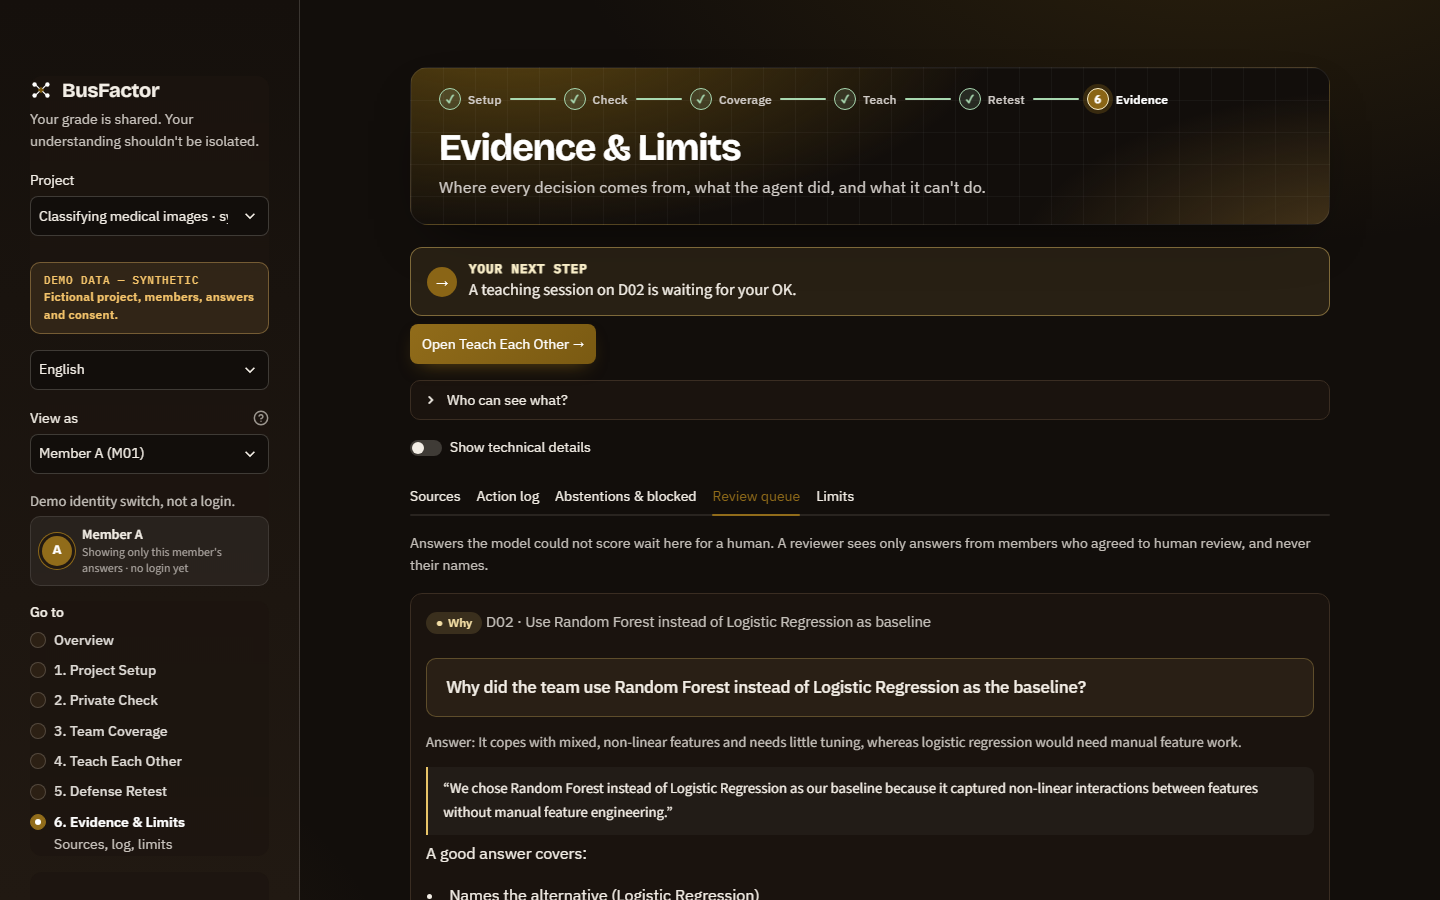 BusFactor
Your grade is shared. Your
understanding shouldn't be isolated.
Project
Classifying medical images · sy
DEMO DATA — SYNTHETIC
Fictional project, members, answers
and consent.
English
View as
Member A (M01)
Demo identity switch, not a login.
A
Member A
Showing only this member's
answers · no login yet
Go to
Overview
1. Project Setup
2. Private Check
3. Team Coverage
4. Teach Each Other
5. Defense Retest
6. Evidence & Limits
Sources, log, limits
✓ Setup ✓ Check ✓ Coverage ✓ Teach ✓ Retest 6 Evidence
Evidence & Limits
Where every decision comes from, what the agent did, and what it can't do.
YOUR NEXT STEP
→ A teaching session on D02 is waiting for your OK.
Open Teach Each Other →
Who can see what?
Show technical details
Sources Action log Abstentions & blocked Review queue Limits
Answers the model could not score wait here for a human. A reviewer sees only answers from members who agreed to human review, and never
their names.
Why D02 · Use Random Forest instead of Logistic Regression as baseline
Why did the team use Random Forest instead of Logistic Regression as the baseline?
Answer: It copes with mixed, non-linear features and needs little tuning, whereas logistic regression would need manual feature work.
“We chose Random Forest instead of Logistic Regression as our baseline because it captured non-linear interactions between features
without manual feature engineering.”
A good answer covers:
• Names the alternative (Logistic Regression)